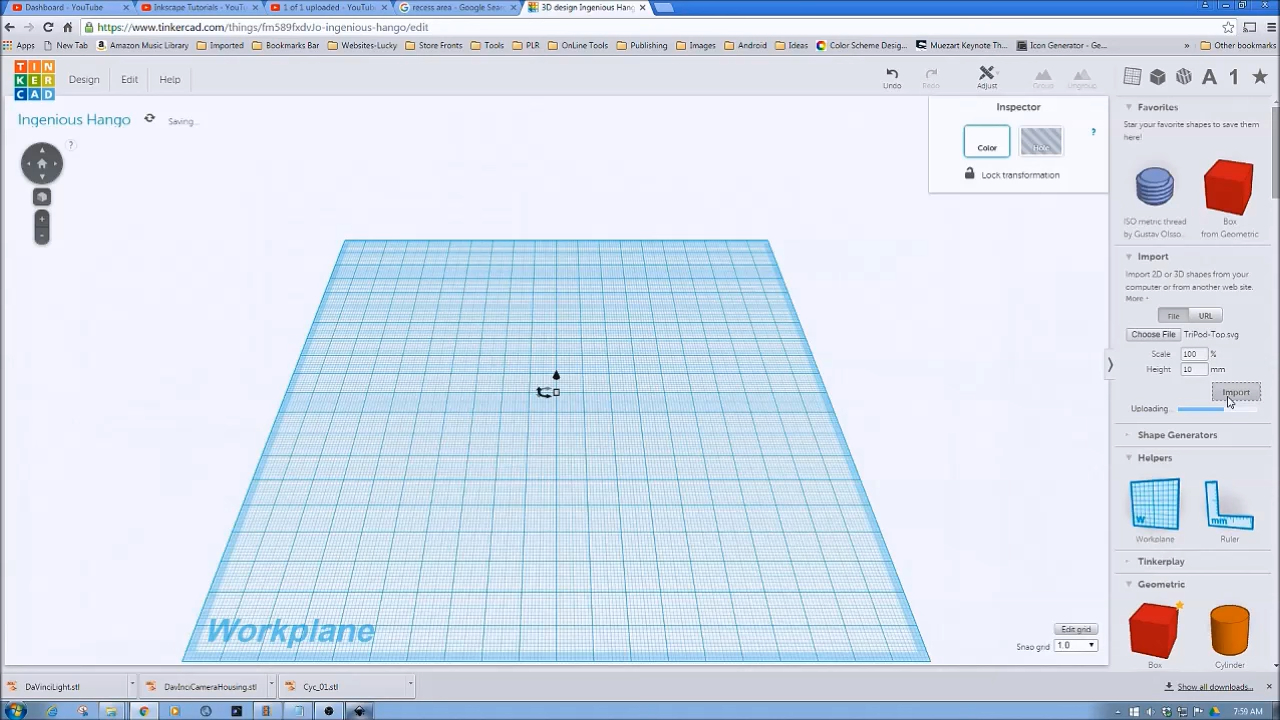 Dashboard - YouTube
Inkscape Tutorials - YouT
1 of 1 uploaded - YouTub
recess area - Google Sear
3D design Ingenious Hang
https://www.tinkercad.com/things/fm589fxdvJo-ingenious-hango/edit
Apps
New Tab
Amazon Music Library
Imported
Bookmarks Bar
Websites-Lucky
Store Fronts
Tools
PLR
OnLine Tools
Publishing
Images
Android
Ideas
Color Scheme Design...
Muezart Keynote Th...
Icon Generator - Ge...
»
Other bookmarks
TIN
KER
CAD
Design
Edit
Help
Undo
Redo
Adjust
Group
Ungroup
Ingenious Hango
Saving...
?
Inspector
Color
Hole
?
Lock transformation
Favorites
Star your favorite shapes to save them
here!
ISO metric thread
by Gustav Olsso...
Box
from Geometric
Import
Import 2D or 3D shapes from your
computer or from another web site.
More
File
URL
Choose File
TriPod-Top.svg
Scale
100
%
Height
10
mm
Import
Uploading...
Shape Generators
Helpers
W
mm
Workplane
Ruler
Tinkerplay
Geometric
Box
Cylinder
Workplane
Edit grid
Snap grid
1.0
DaVinciLight.stl
DavInciCameraHousing.stl
Cyc_01.stl
Show all downloads...
7:59 AM